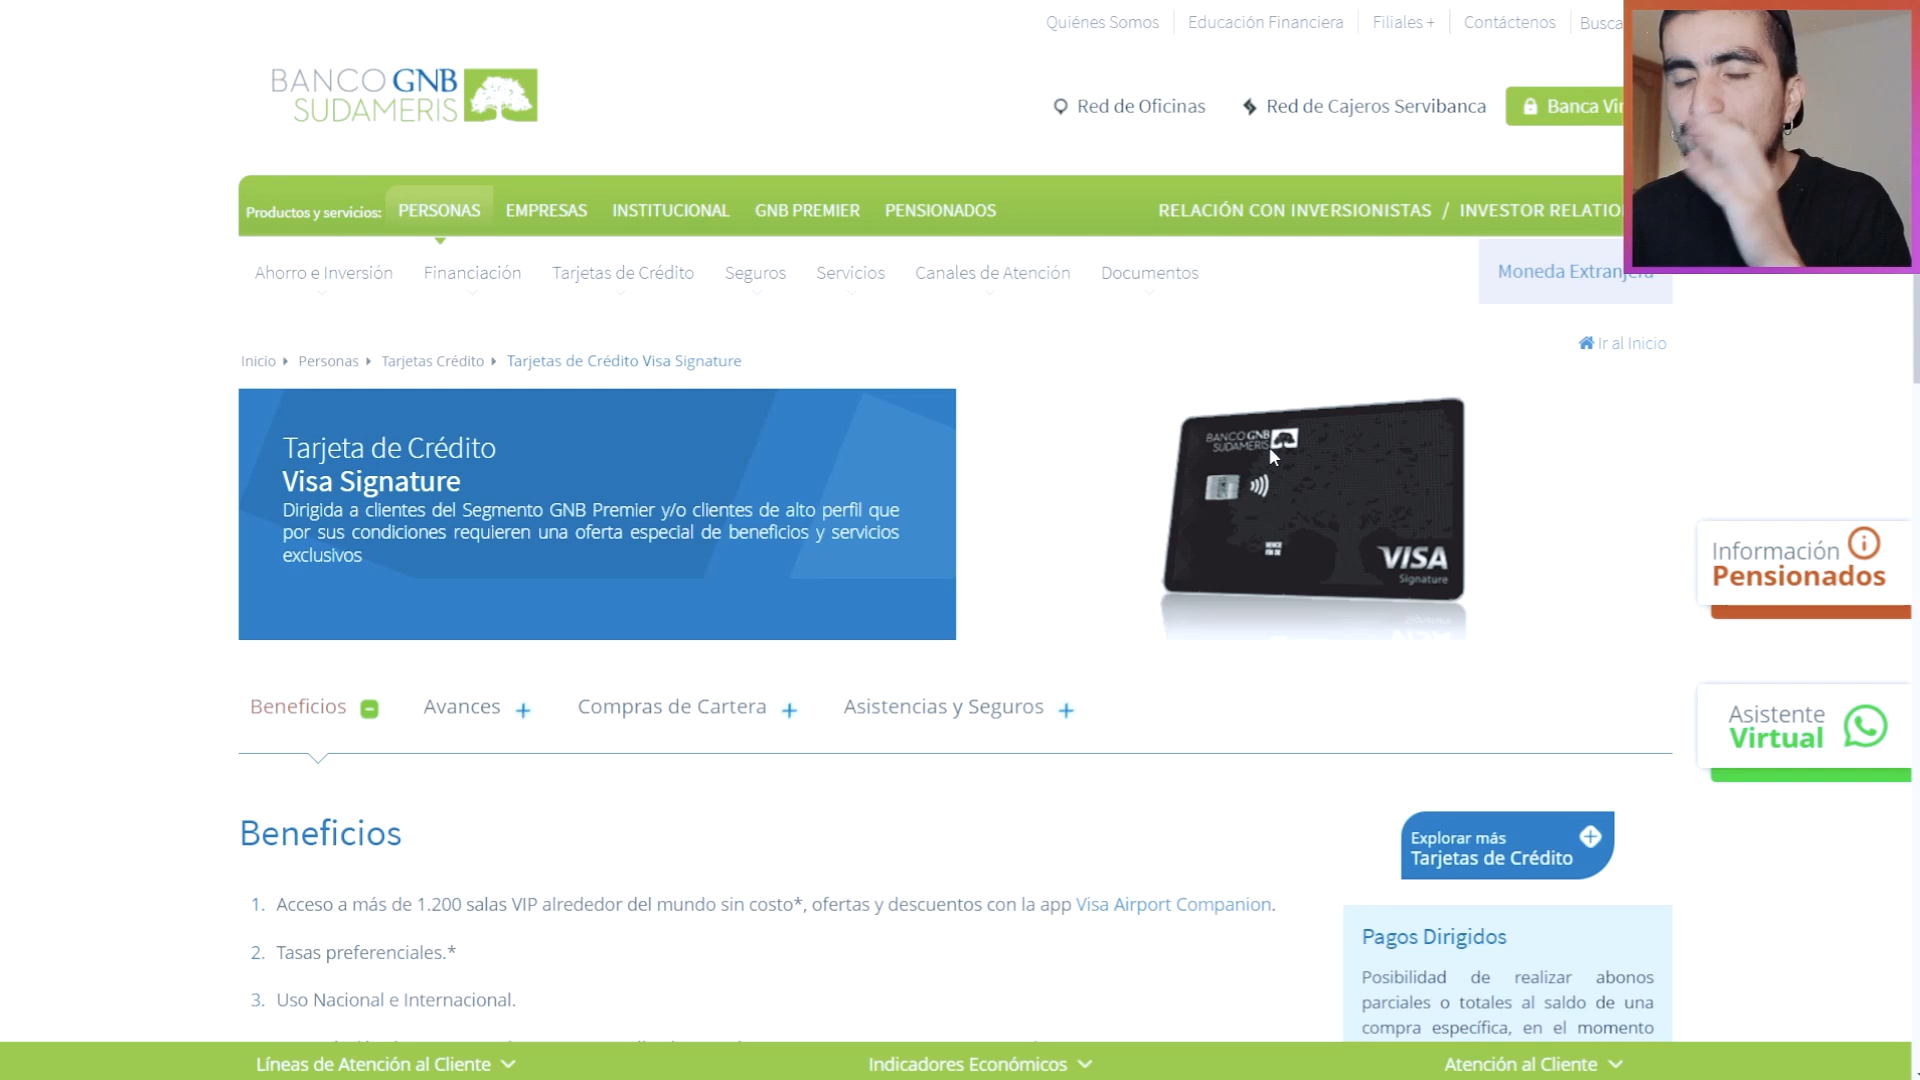 Quiénes Somos
Educación Financiera
Filiales +
Contáctenos
Busca
BANCO GNB
SUDAMERIS
Red de Oficinas
Red de Cajeros Servibanca
Banca
Productos y servicios:
PERSONAS
EMPRESAS
INSTITUCIONAL
GNB PREMIER
PENSIONADOS
RELACIÓN CON INVERSIONISTAS / INVESTOR RELATIO
Ahorro e Inversión
Financiación
Tarjetas de Crédito
Seguros
Servicios
Canales de Atención
Documentos
Moneda Extranjera
Ir al Inicio
Inicio
Personas
Tarjetas Crédito
Tarjetas de Crédito Visa Signature
Tarjeta de Crédito
Visa Signature
Dirigida a clientes del Segmento GNB Premier y/o clientes de alto perfil que
por sus condiciones requieren una oferta especial de beneficios y servicios
exclusivos
BANCO GNB
SUDAMERIS
VISA
Signature
Información
Pensionados
Beneficios
Avances +
Compras de Cartera +
Asistencias y Seguros +
Asistente
Virtual
Beneficios
Explorar más
Tarjetas de Crédito
1. Acceso a más de 1.200 salas VIP alrededor del mundo sin costo*, ofertas y descuentos con la app Visa Airport Companion.
2. Tasas preferenciales.*
3. Uso Nacional e Internacional.
Pagos Dirigidos
Posibilidad de realizar abonos
parciales o totales al saldo de una
compra específica, en el momento
Líneas de Atención al Cliente
Indicadores Económicos
Atención al Cliente